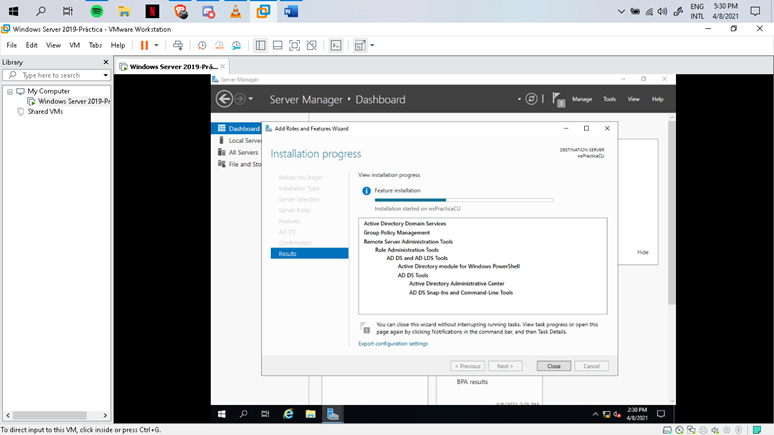 ENG
INTL
5:30 PM
4/8/2021
Windows Server 2019-Práctica - VMware Workstation
File Edit View VM Tabs Help
Library
Type here to search
My Computer
Windows Server 2019-Pr
Shared VMs
Windows Server 2019-Prá...
Server Manager
Server Manager • Dashboard
Manage Tools View Help
1
Dashboard
Local Server
All Servers
File and Sto
Add Roles and Features Wizard
Installation progress
DESTINATION SERVER
wsPracticaCU
Before You Begin
Installation Type
Server Selection
Server Roles
Features
AD DS
Confirmation
Results
View installation progress
Feature installation
Installation started on wsPracticaCU
Active Directory Domain Services
Group Policy Management
Remote Server Administration Tools
Role Administration Tools
AD DS and AD LDS Tools
Active Directory module for Windows PowerShell
AD DS Tools
Active Directory Administrative Center
AD DS Snap-Ins and Command-Line Tools
You can close this wizard without interrupting running tasks. View task progress or open this
page again by clicking Notifications in the command bar, and then Task Details.
Export configuration settings
< Previous Next > Close Cancel
Hide
BPA results
2:30 PM
4/8/2021
To direct input to this VM, click inside or press Ctrl+G.